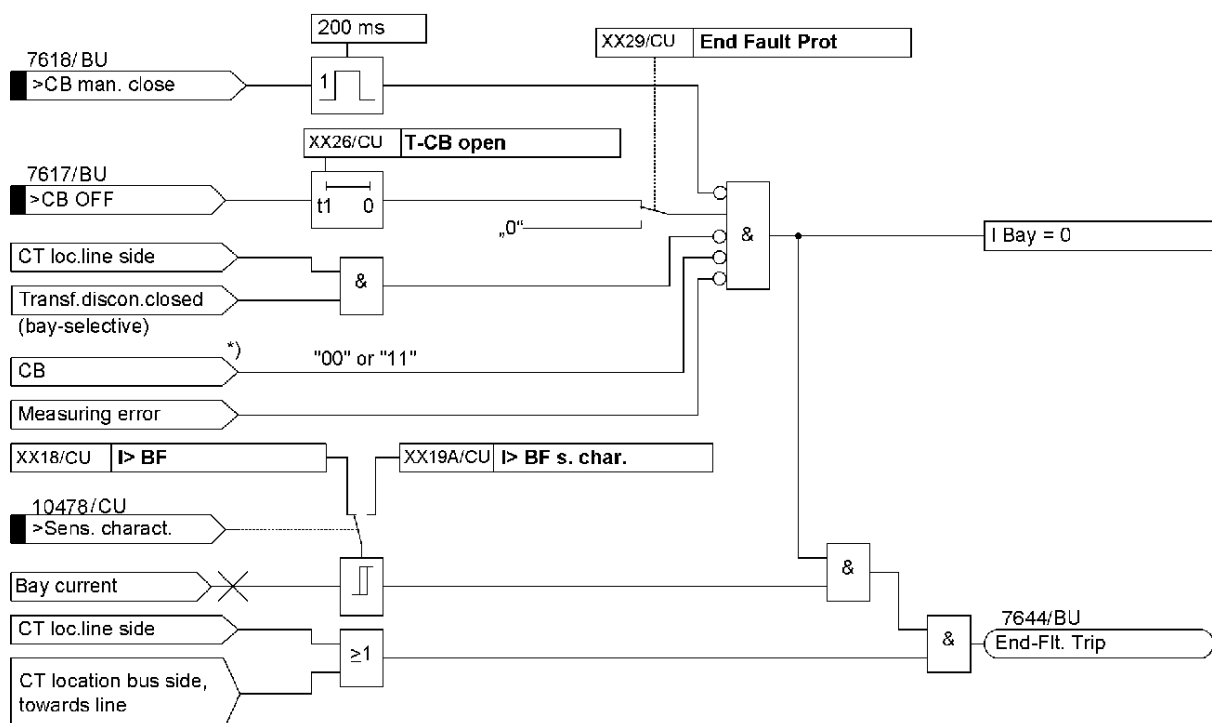 200 ms
XX29/CU End Fault Prot
7618/BU
>CB man. close
1
XX26/CU T-CB open
7617/BU
>CB OFF
t1 0
„0“
&
I Bay = 0
CT loc.line side
&
Transf.discon.closed
(bay-selective)
*)
CB
"00" or "11"
Measuring error
XX18/CU I> BF
XX19A/CU I> BF s. char.
10478/CU
>Sens. charact.
Bay current
&
CT loc.line side
≥1
&
7644/BU
End-Flt. Trip
CT location bus side,
towards line